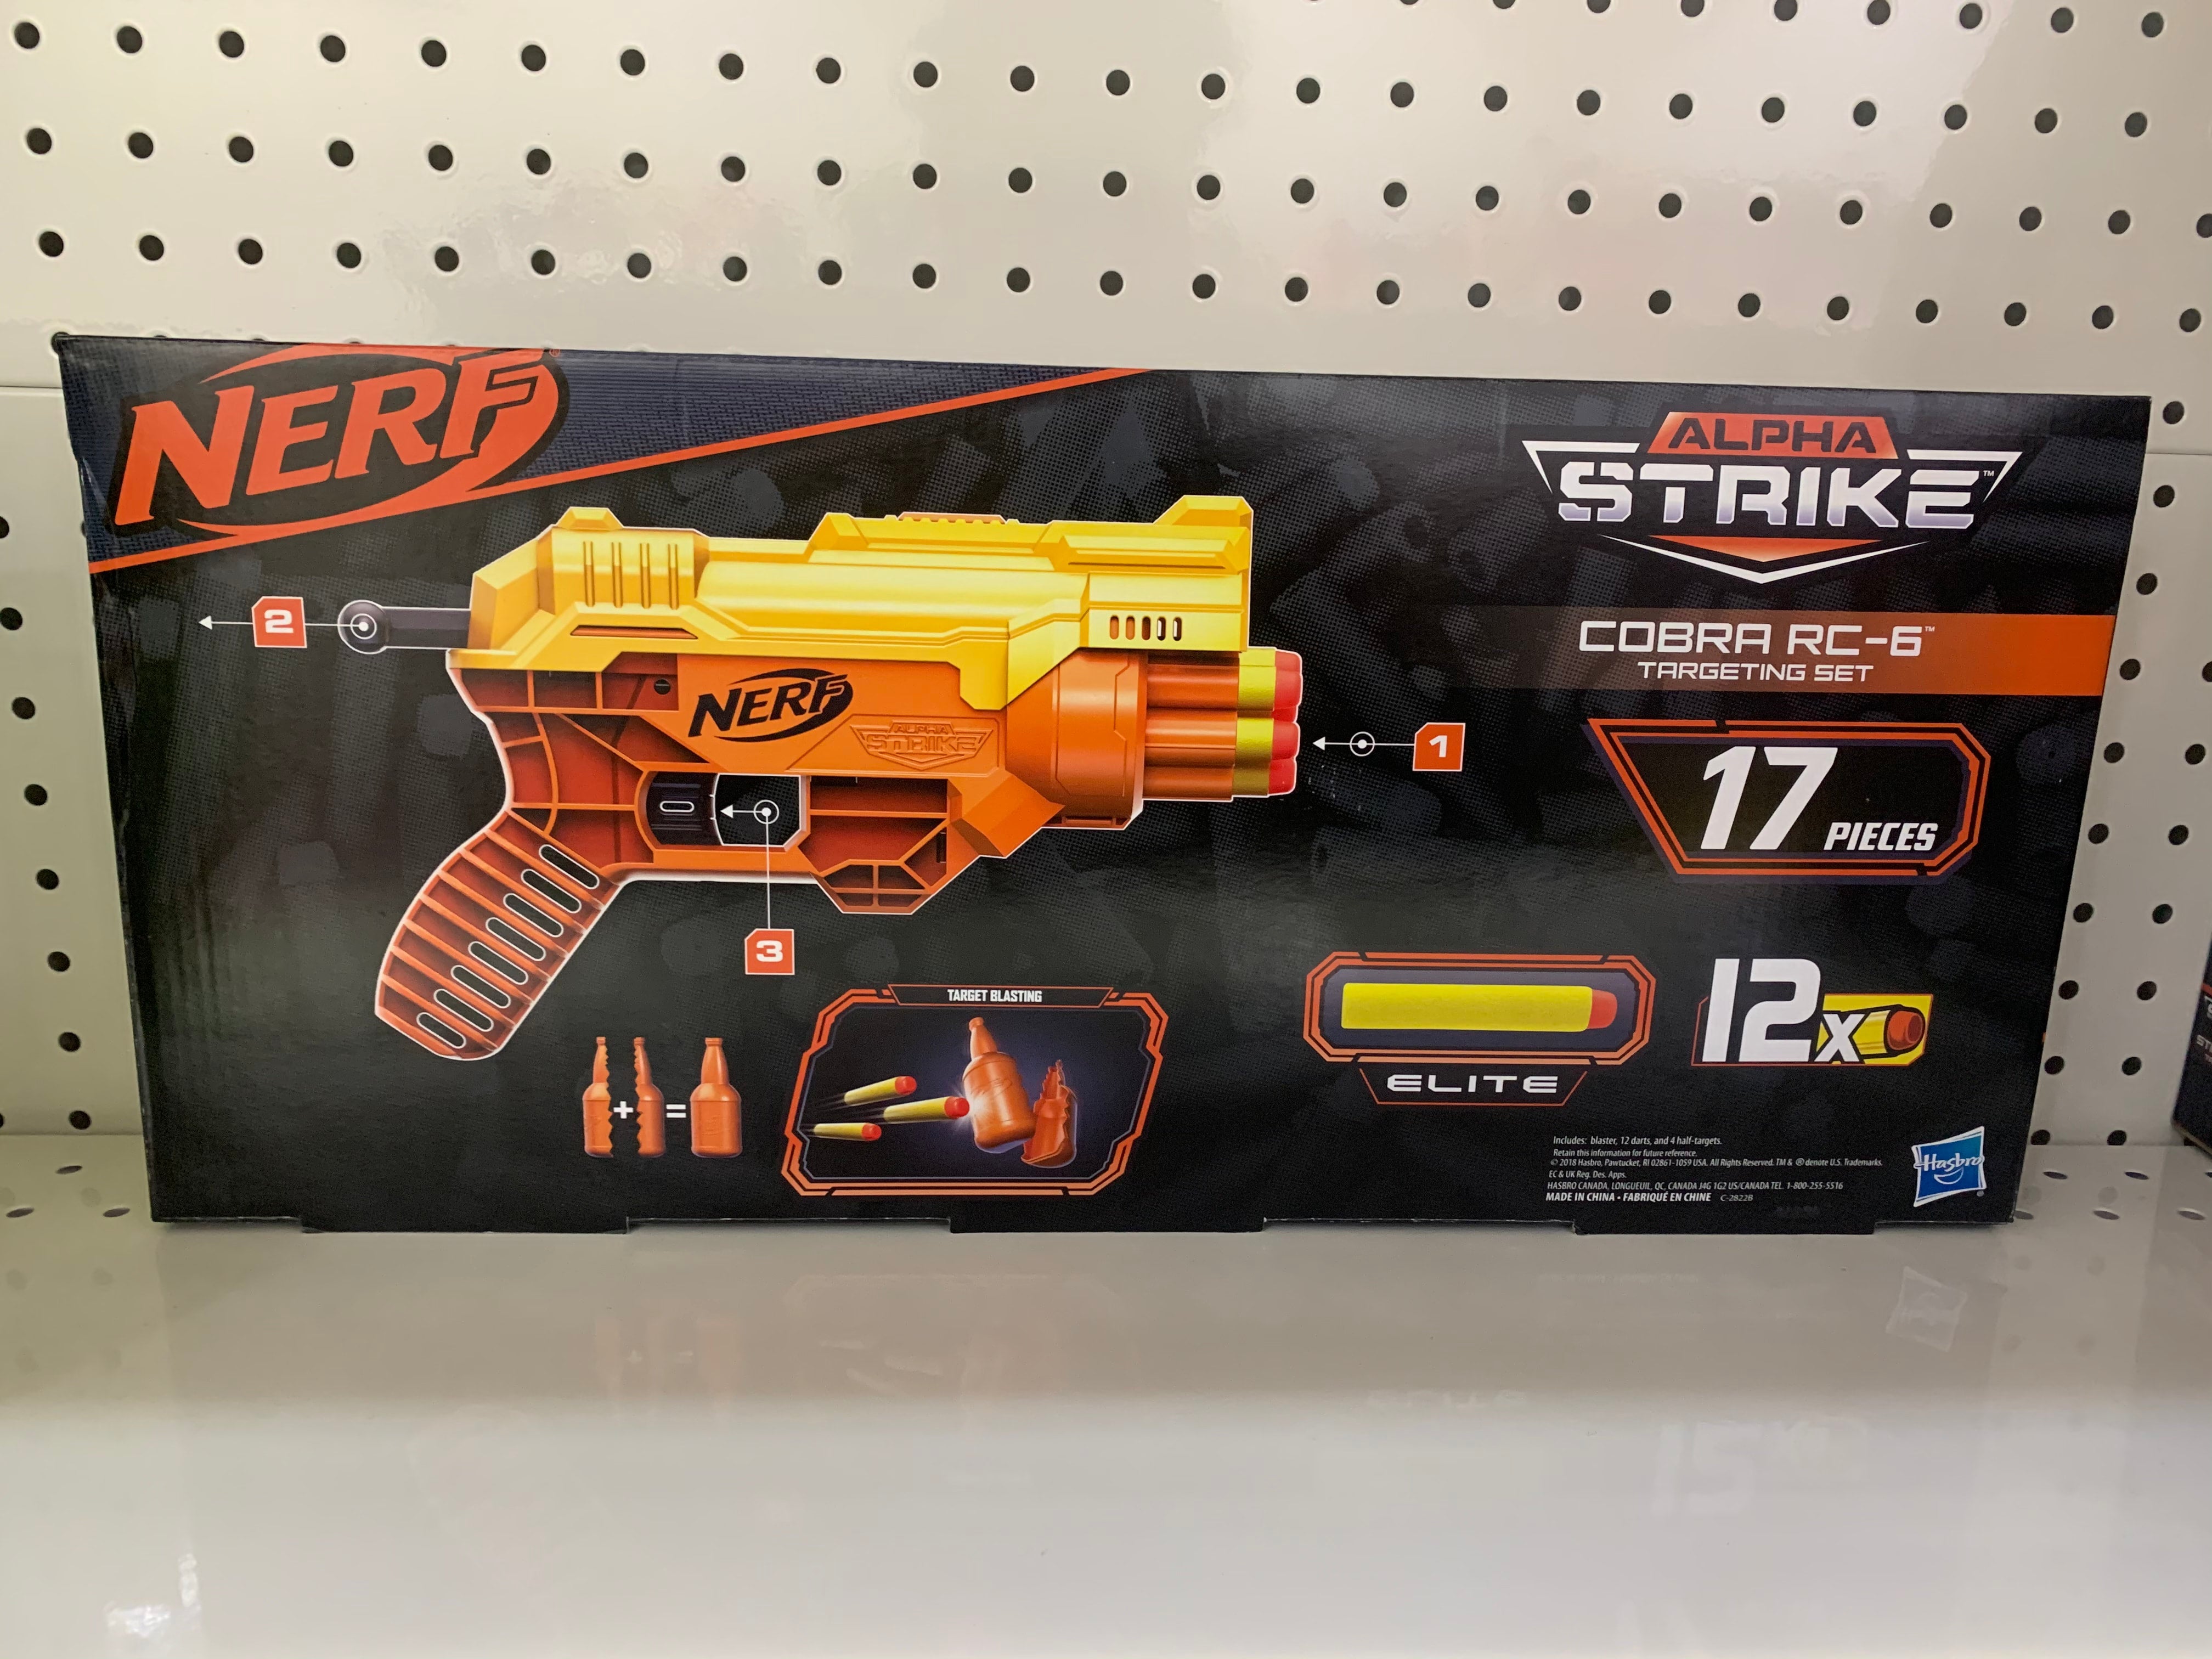 NERF®
ALPHA
STRIKE™
COBRA RC-6™
TARGETING SET
2
NERF
ALPHA
STRIKE
1
17 PIECES
3
TARGET BLASTING
+ =
ELITE
12x
Includes: blaster, 12 darts, and 4 half-targets.
Retain this information for future reference.
© 2018 Hasbro, Pawtucket, RI 02861-1059 USA. All Rights Reserved. TM & ® denote U.S. Trademarks.
EC & UK Reg. Des. Apps.
HASBRO CANADA, LONGUEUIL, QC, CANADA J4G 1G2 US/CANADA TEL. 1-800-255-5516
MADE IN CHINA • FABRIQUÉ EN CHINE C-2822B
Hasbro®